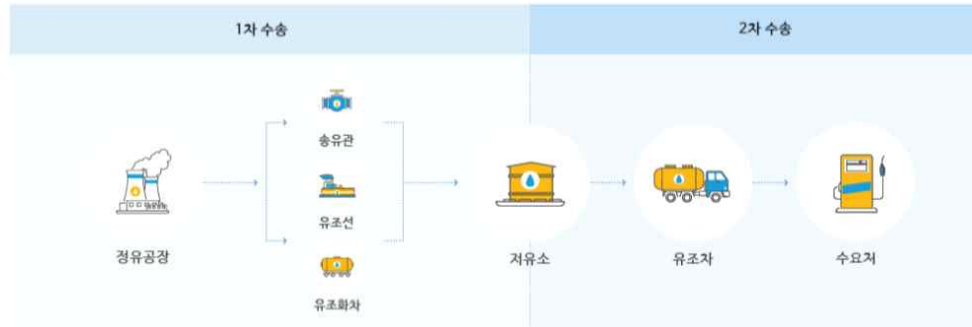 1차 수송
2차 수송
정유공장
송유관
유조선
유조화차
저유소
유조차
수요처